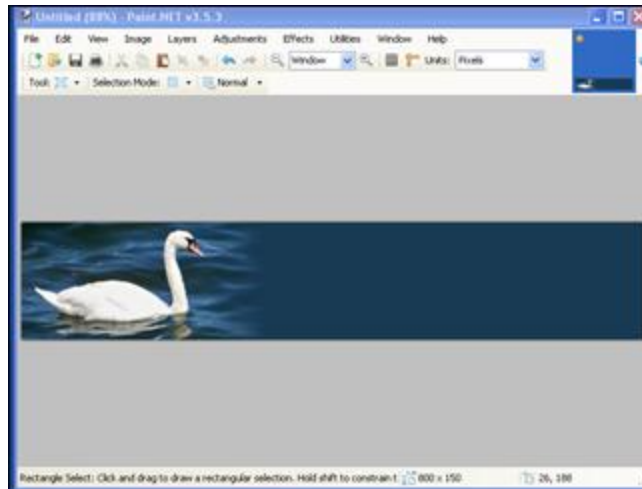 Untitled (88%) - Paint.NET v3.5.3
File Edit View Image Layers Adjustments Effects Utilities Window Help
Window Units: Pixels
Tool: Selection Mode: Normal
Rectangle Select: Click and drag to draw a rectangular selection. Hold shift to constrain t 800 x 150 26, 188